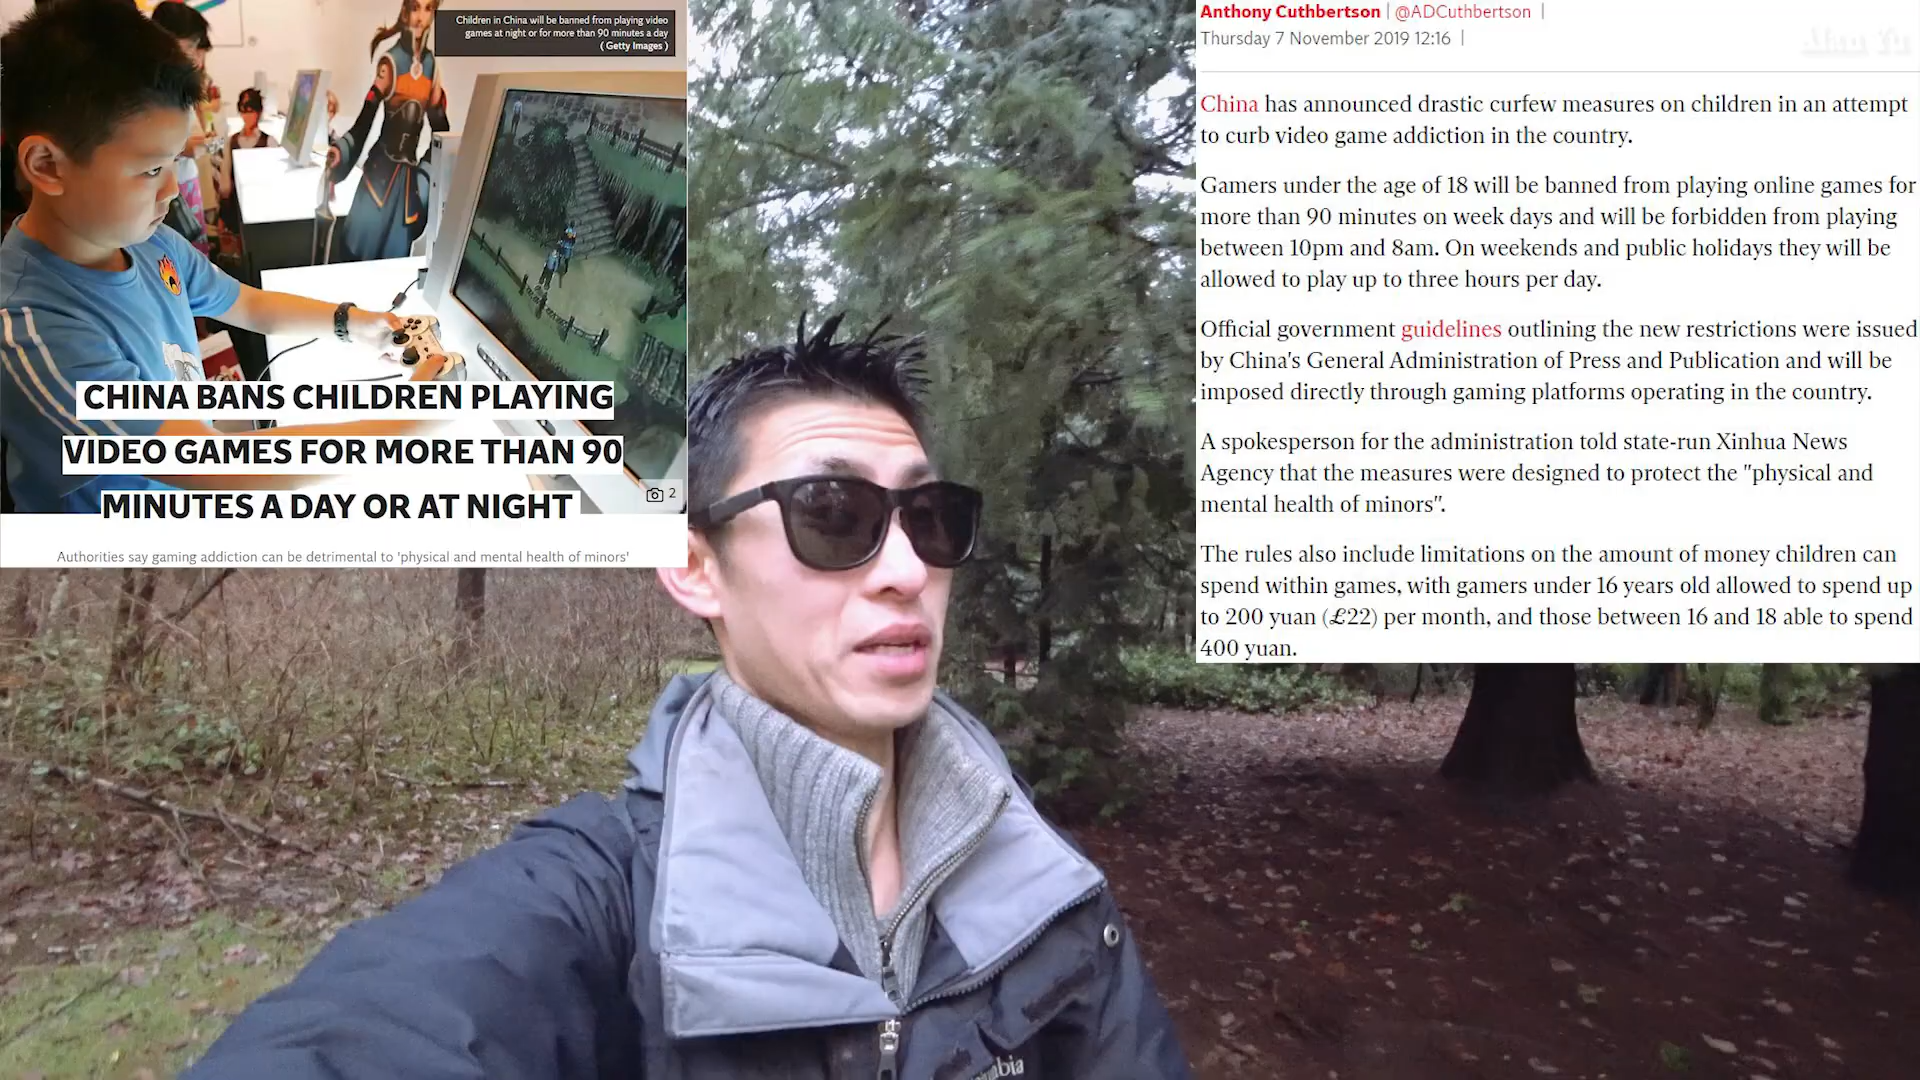 Children in China will be banned from playing video
games at night or for more than 90 minutes a day
( Getty Images )
CHINA BANS CHILDREN PLAYING
VIDEO GAMES FOR MORE THAN 90
MINUTES A DAY OR AT NIGHT
2
Authorities say gaming addiction can be detrimental to 'physical and mental health of minors'
Anthony Cuthbertson | @ADCuthbertson |
Thursday 7 November 2019 12:16 |
Alan Yu
China has announced drastic curfew measures on children in an attempt
to curb video game addiction in the country.
Gamers under the age of 18 will be banned from playing online games for
more than 90 minutes on week days and will be forbidden from playing
between 10pm and 8am. On weekends and public holidays they will be
allowed to play up to three hours per day.
Official government guidelines outlining the new restrictions were issued
by China's General Administration of Press and Publication and will be
imposed directly through gaming platforms operating in the country.
A spokesperson for the administration told state-run Xinhua News
Agency that the measures were designed to protect the "physical and
mental health of minors".
The rules also include limitations on the amount of money children can
spend within games, with gamers under 16 years old allowed to spend up
to 200 yuan (£22) per month, and those between 16 and 18 able to spend
400 yuan.